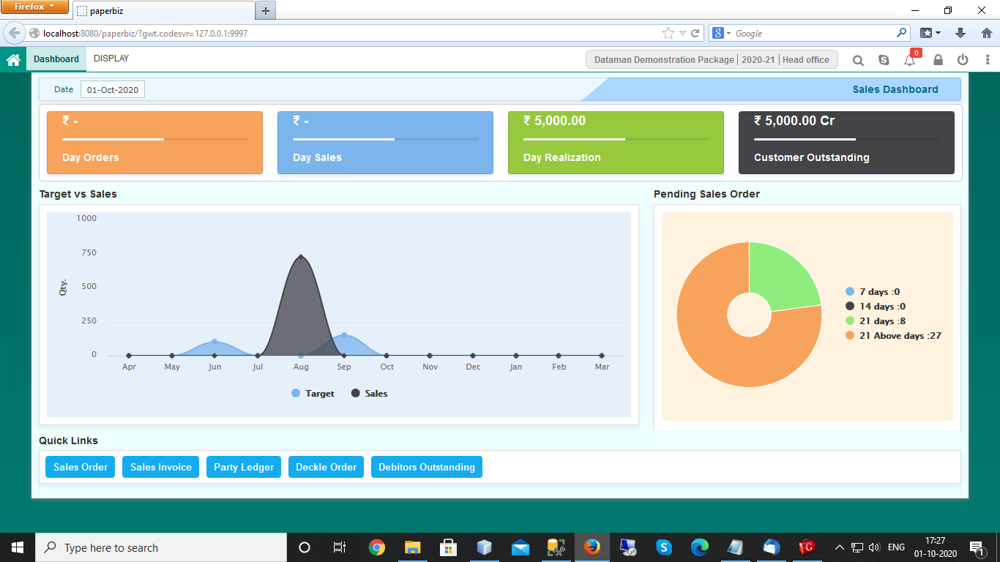 Firefox
paperbiz
localhost:8080/paperbiz/?gwt.codesvr=127.0.0.1:9997
Google
Dashboard DISPLAY
Dataman Demonstration Package | 2020-21 | Head office
0
Date 01-Oct-2020
Sales Dashboard
₹ -
Day Orders
₹ -
Day Sales
₹ 5,000.00
Day Realization
₹ 5,000.00 Cr
Customer Outstanding
Target vs Sales
1000
750
500
250
0
Qty.
Apr May Jun Jul Aug Sep Oct Nov Dec Jan Feb Mar
Target Sales
Pending Sales Order
7 days :0
14 days :0
21 days :8
21 Above days :27
Quick Links
Sales Order Sales Invoice Party Ledger Deckle Order Debitors Outstanding
Type here to search
ENG
17:27
01-10-2020
1